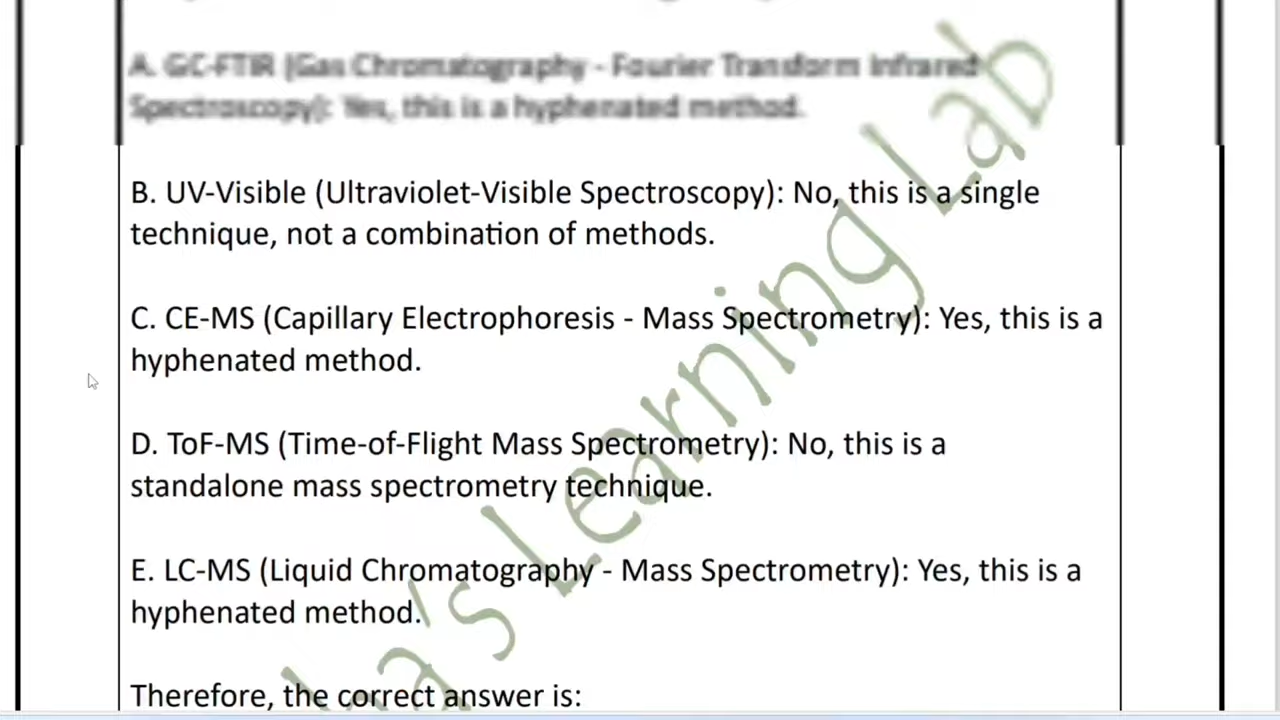 A. GC-FTIR (Gas Chromatography - Fourier Transform Infrared
Spectroscopy): Yes, this is a hyphenated method.
B. UV-Visible (Ultraviolet-Visible Spectroscopy): No, this is a single
technique, not a combination of methods.
C. CE-MS (Capillary Electrophoresis - Mass Spectrometry): Yes, this is a
hyphenated method.
D. ToF-MS (Time-of-Flight Mass Spectrometry): No, this is a
standalone mass spectrometry technique.
E. LC-MS (Liquid Chromatography - Mass Spectrometry): Yes, this is a
hyphenated method.
Therefore, the correct answer is:
Learning Lab